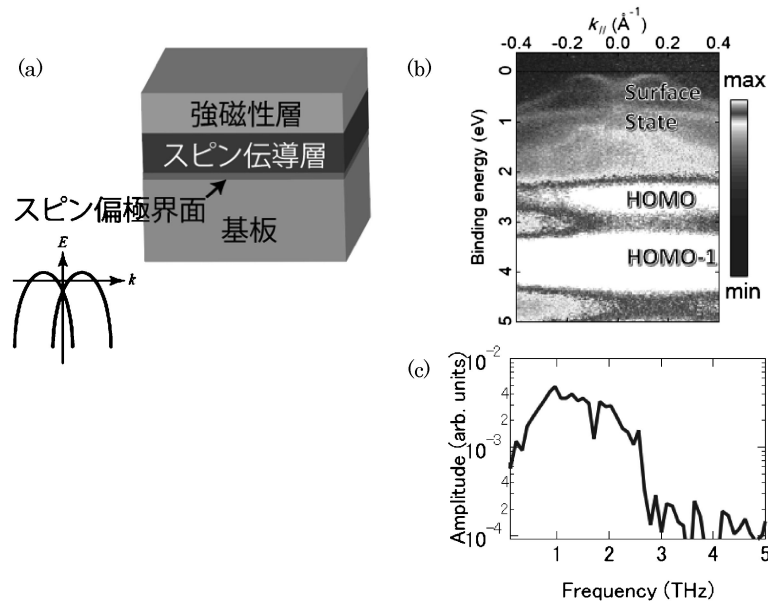 (a)
強磁性層
スピン伝導層
スピン偏極界面
基板
E
k
(b)
k// (Å-1)
-0.4 -0.2 0.0 0.2 0.4
Binding energy (eV)
0
1
2
3
4
5
Surface
State
HOMO
HOMO-1
max
min
(c)
Amplitude (arb. units)
10-2
4
2
10-3
4
2
10-4
1 2 3 4 5
Frequency (THz)